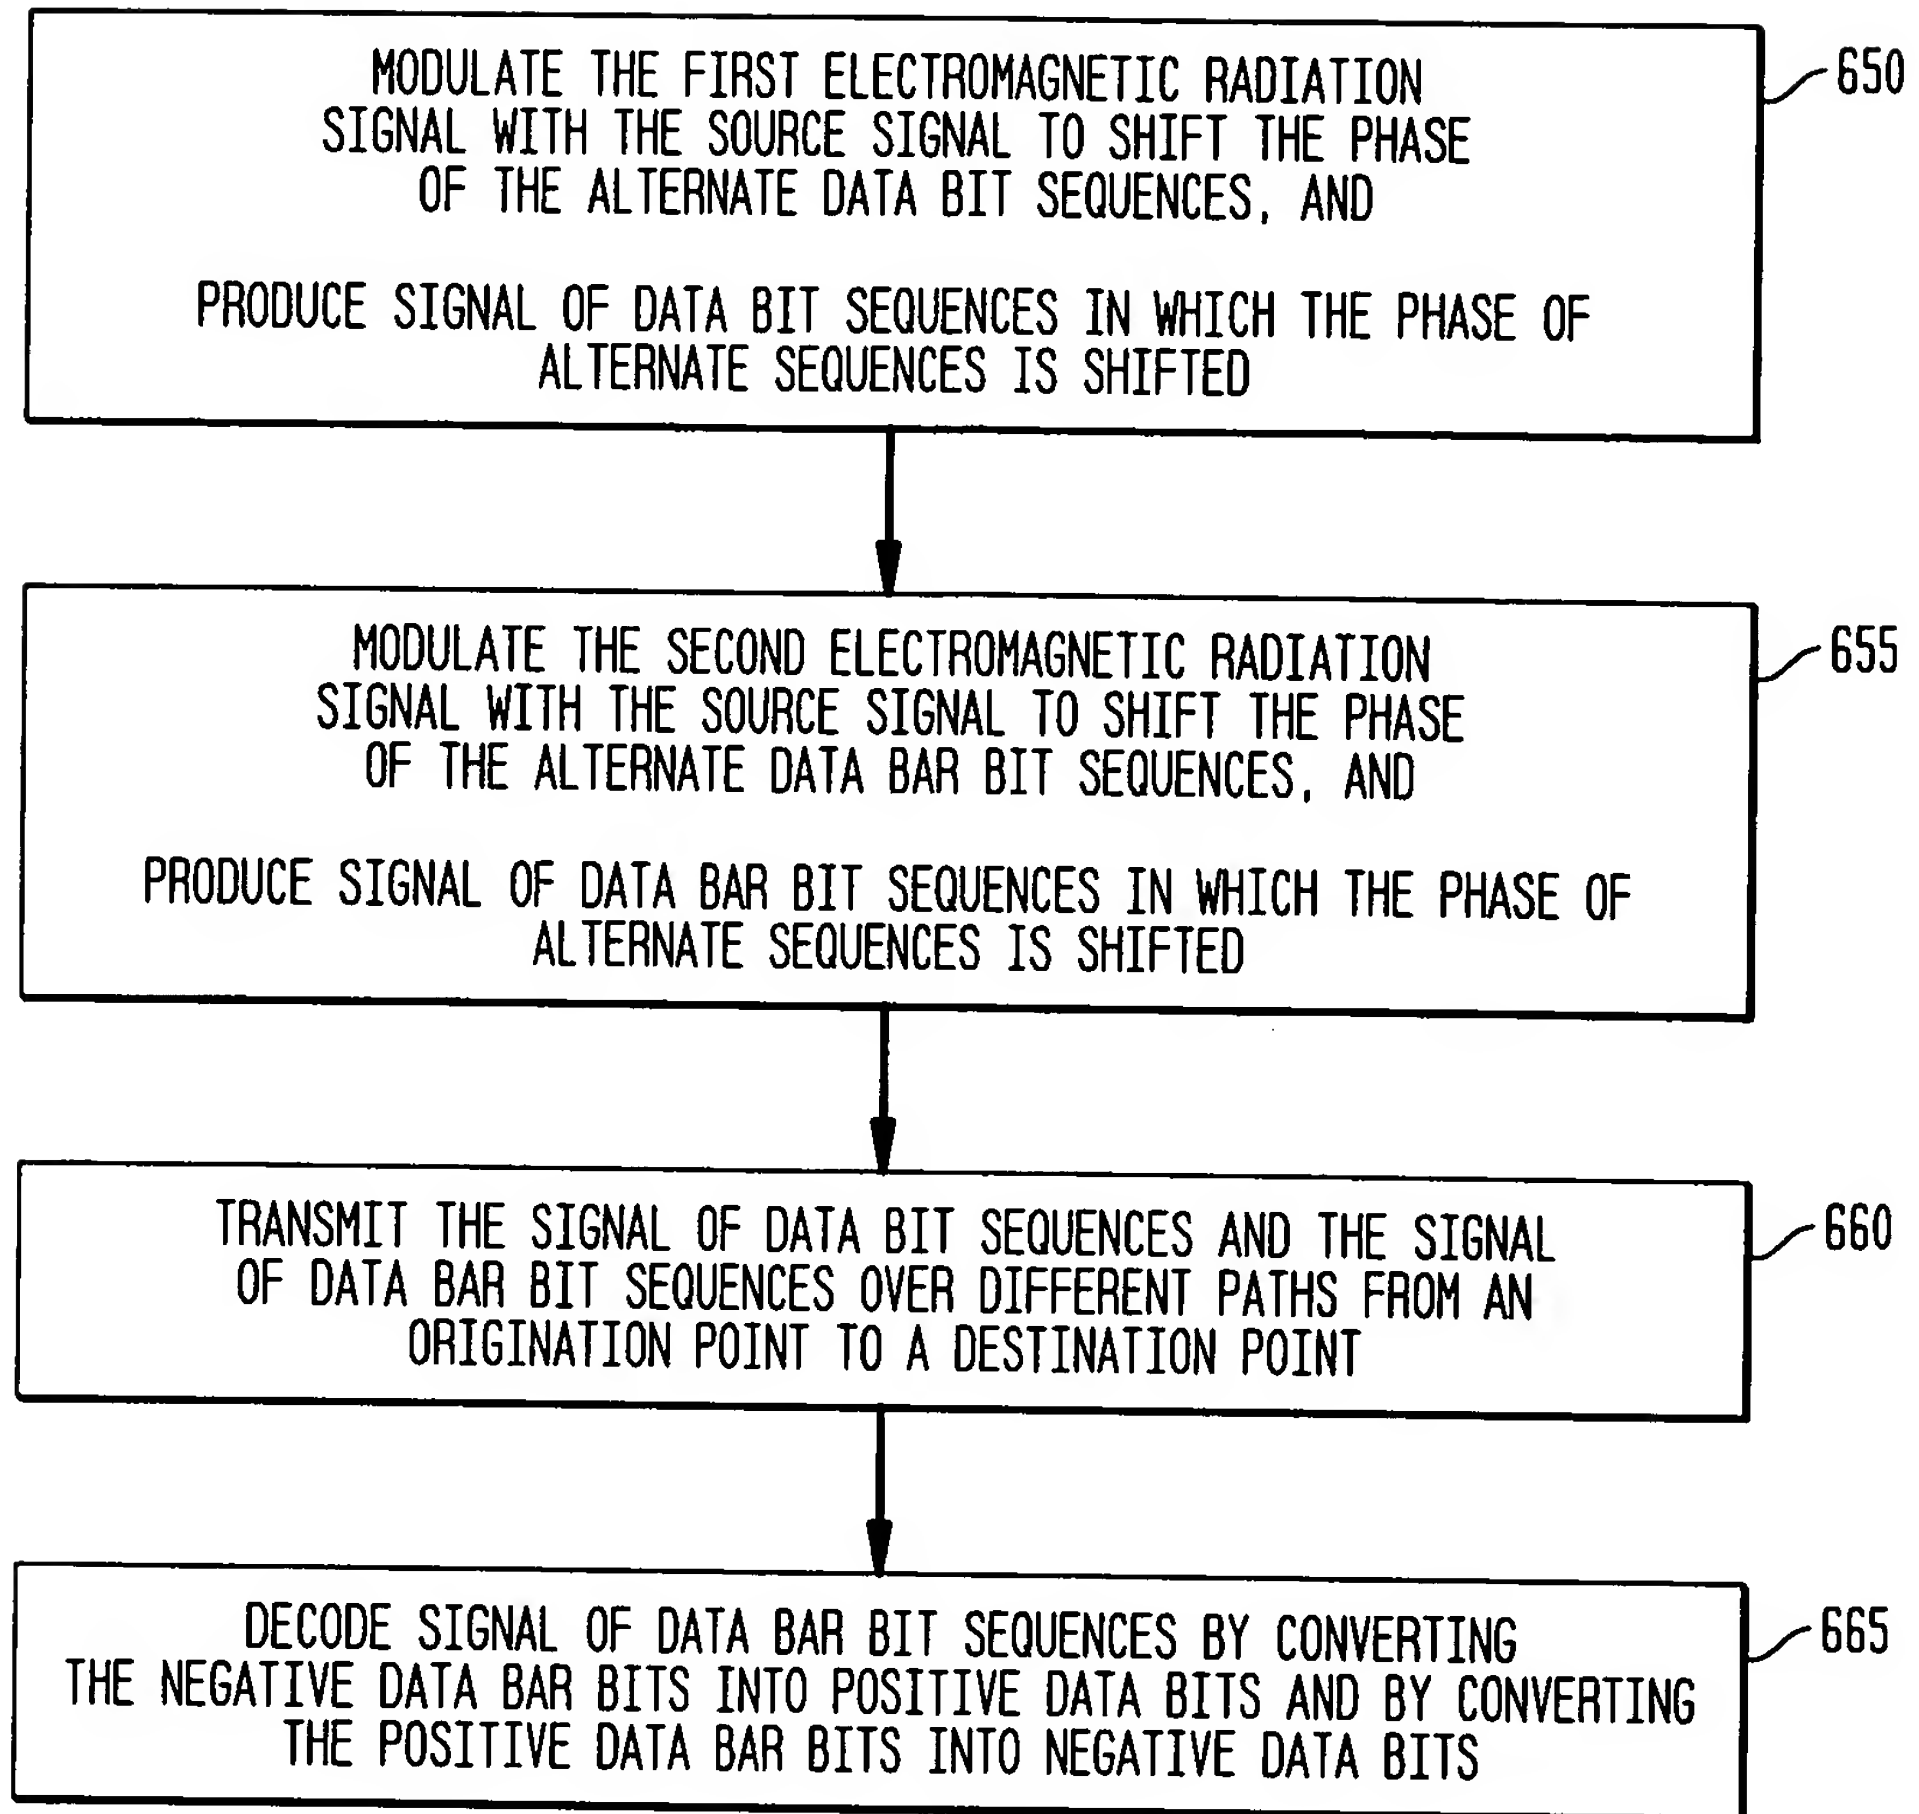 MODULATE THE FIRST ELECTROMAGNETIC RADIATION
SIGNAL WITH THE SOURCE SIGNAL TO SHIFT THE PHASE
OF THE ALTERNATE DATA BIT SEQUENCES, AND
PRODUCE SIGNAL OF DATA BIT SEQUENCES IN WHICH THE PHASE OF
ALTERNATE SEQUENCES IS SHIFTED
650
MODULATE THE SECOND ELECTROMAGNETIC RADIATION
SIGNAL WITH THE SOURCE SIGNAL TO SHIFT THE PHASE
OF THE ALTERNATE DATA BAR BIT SEQUENCES, AND
PRODUCE SIGNAL OF DATA BAR BIT SEQUENCES IN WHICH THE PHASE OF
ALTERNATE SEQUENCES IS SHIFTED
655
TRANSMIT THE SIGNAL OF DATA BIT SEQUENCES AND THE SIGNAL
OF DATA BAR BIT SEQUENCES OVER DIFFERENT PATHS FROM AN
ORIGINATION POINT TO A DESTINATION POINT
660
DECODE SIGNAL OF DATA BAR BIT SEQUENCES BY CONVERTING
THE NEGATIVE DATA BAR BITS INTO POSITIVE DATA BITS AND BY CONVERTING
THE POSITIVE DATA BAR BITS INTO NEGATIVE DATA BITS
665